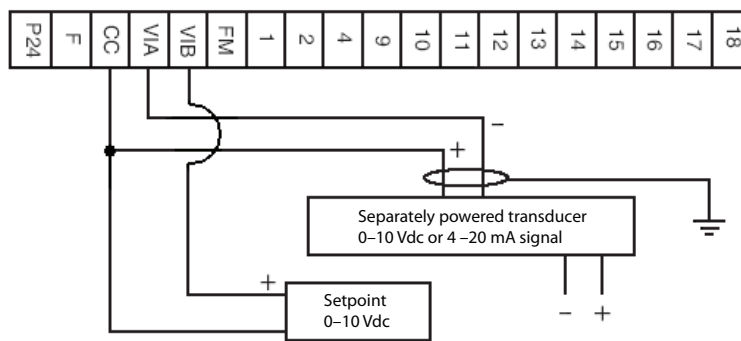 P24 F CC VIA VIB FM 1 2 4 9 10 11 12 13 14 15 16 17 18
–
+
Separately powered transducer
0–10 Vdc or 4 –20 mA signal
– +
+
Setpoint
0–10 Vdc